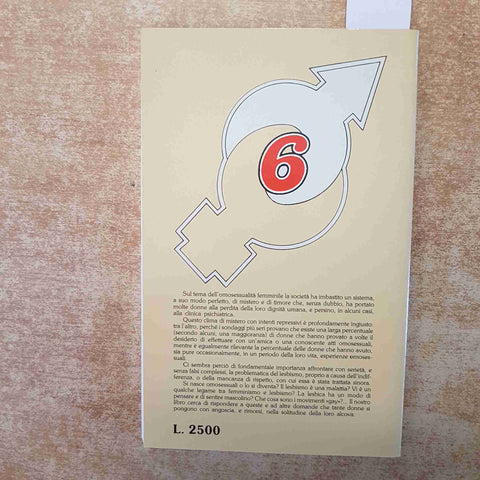 6
Sul tema dell'omosessualità femminile la società ha imbastito un sistema,
a suo modo perfetto, di mistero e di timore che, senza dubbio, ha portato
molte donne alla perdita della loro dignità umana, e persino, in alcuni casi,
alla clinica psichiatrica.
Questo clima di mistero con intenti repressivi è profondamente ingiusto
tra l'altro, perché i sondaggi più seri provano che esiste una larga percentuale
(secondo alcuni, una maggioranza) di donne che hanno provato a volte il
desiderio di effettuare con un'amica o una conoscente atti omosessuali,
mentre è egualmente rilevante la percentuale delle donne che hanno avuto,
sia pure occasionalmente, in un periodo della loro vita, esperienze omoses-
suali.
Ci sembra perciò di fondamentale importanza affrontare con serietà, e
senza falsi complessi, la problematica del lesbismo, proprio a causa dell'indif-
ferenza, o della mancanza di rispetto, con cui essa è stata trattata sinora.
Si nasce omosessuali o lo si diventa? Il lesbismo è una malattia? Vi è un
qualche legame tra femminismo e lesbismo? La lesbica ha un modo di
pensare e di sentire mascolino? Che cosa sono i movimenti «gay»?... Il nostro
libro cerca di rispondere a queste e ad altre domande che tante donne si
pongono con angoscia, e rimorsi, nella solitudine della loro alcova.
L. 2500